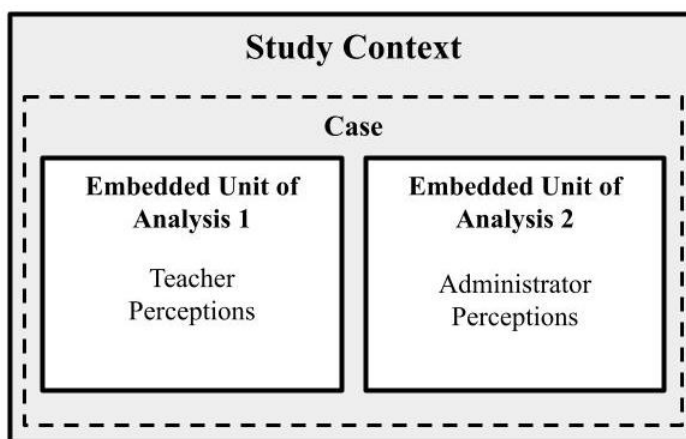 Study Context
Case
Embedded Unit of
Analysis 1
Teacher
Perceptions
Embedded Unit of
Analysis 2
Administrator
Perceptions